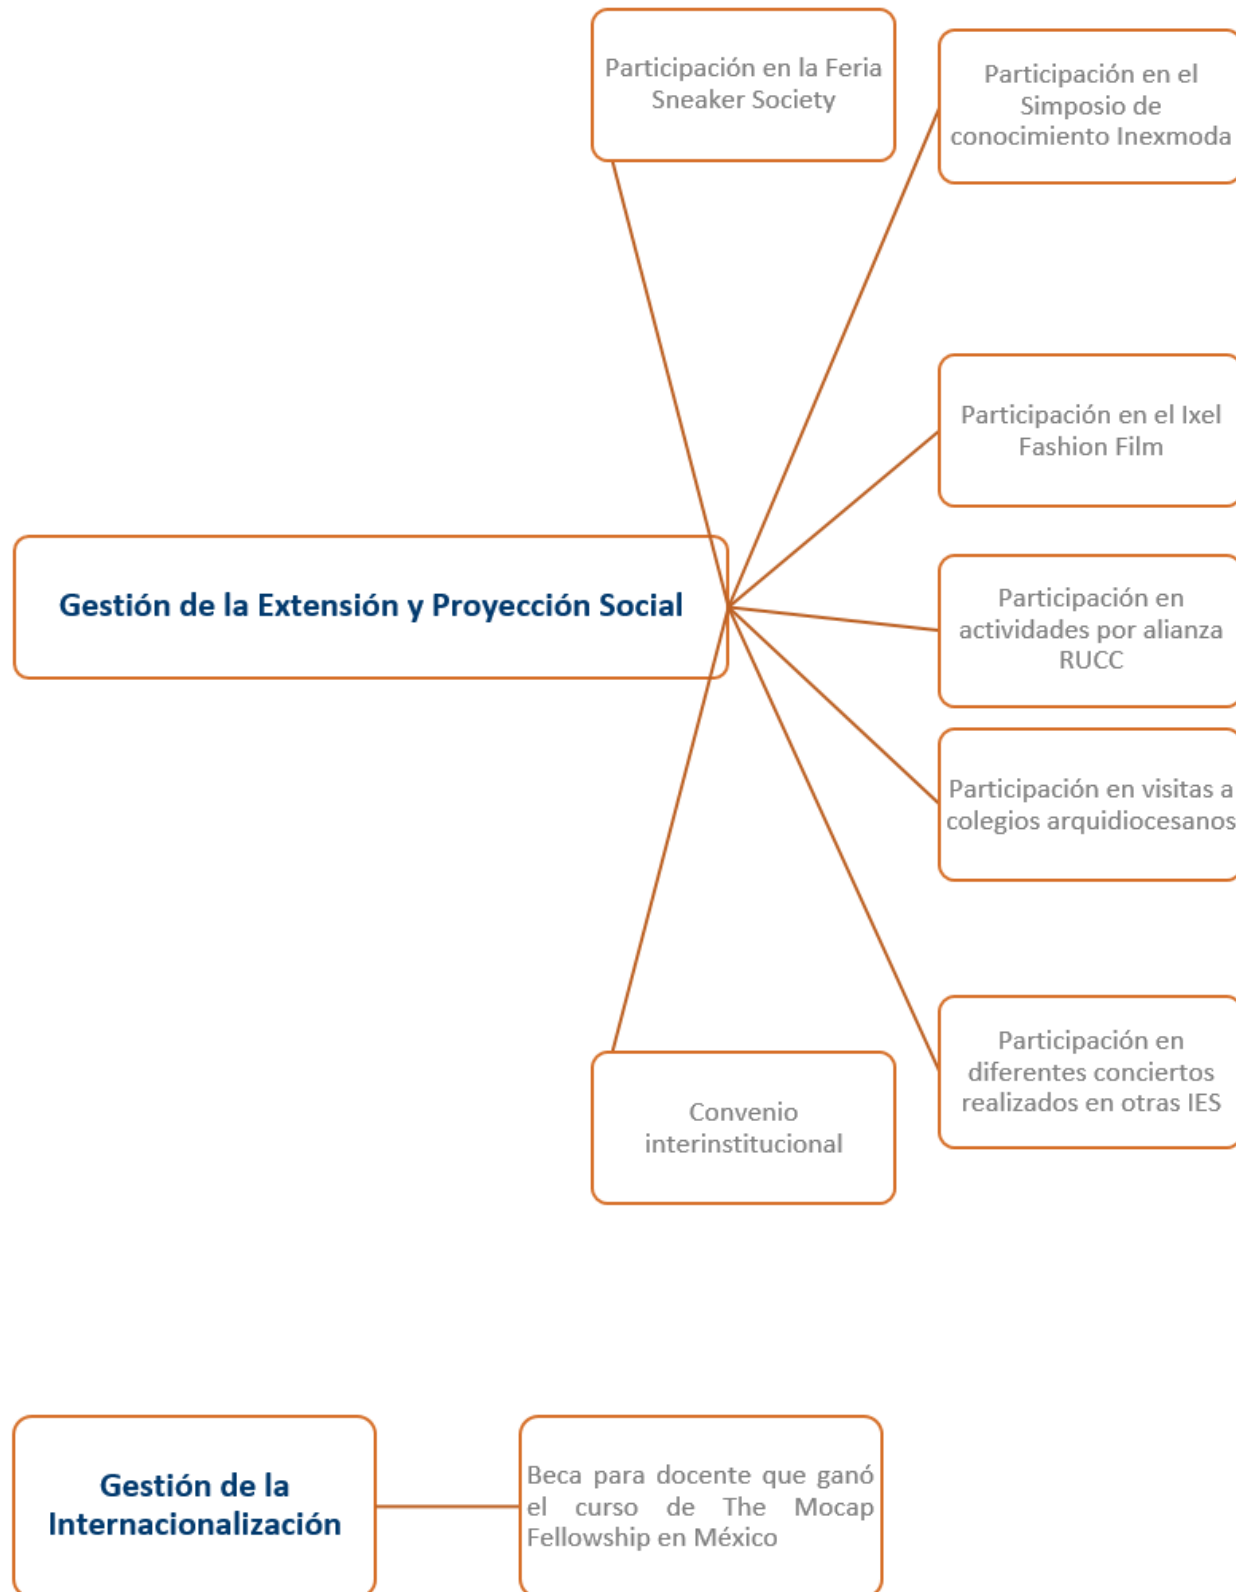 Participación en la Feria
Sneaker Society
Participación en el
Simposio de
conocimiento Inexmoda
Participación en el Ixel
Fashion Film
Gestión de la Extensión y Proyección Social
Participación en
actividades por alianza
RUCC
Participación en visitas a
colegios arquidiocesanos
Participación en
diferentes conciertos
realizados en otras IES
Convenio
interinstitucional
Gestión de la
Internacionalización
Beca para docente que ganó
el curso de The Mocap
Fellowship en México